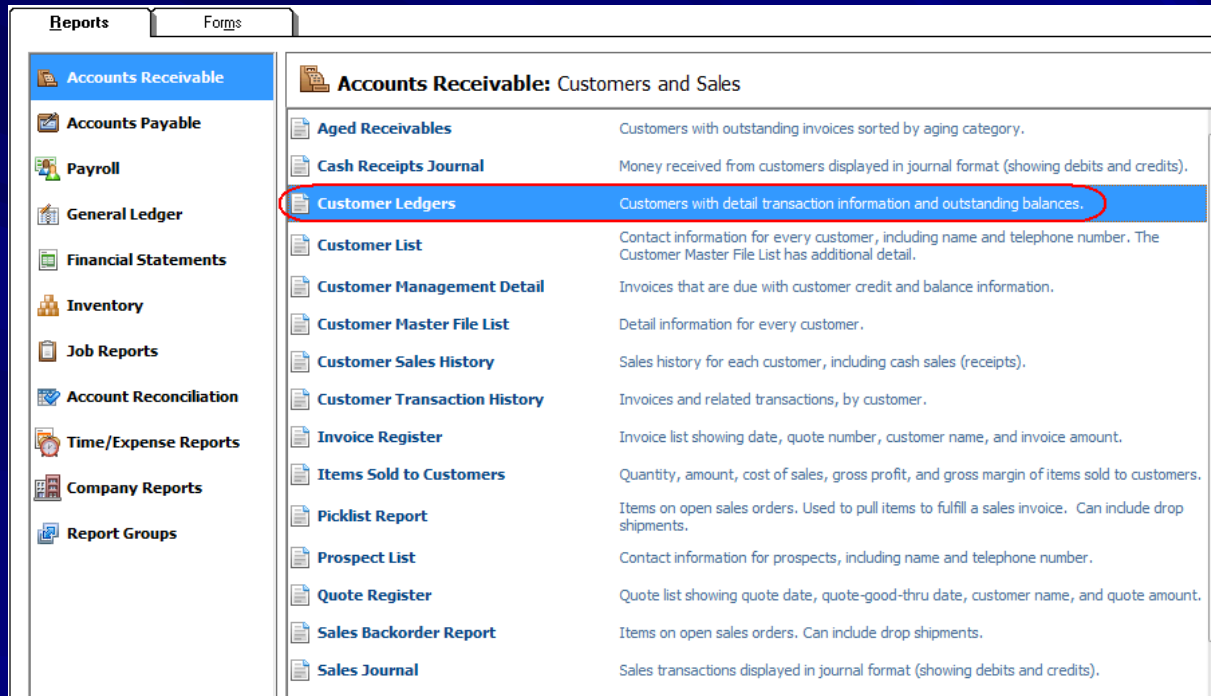 Reports Forms
Accounts Receivable
Accounts Payable
Payroll
General Ledger
Financial Statements
Inventory
Job Reports
Account Reconciliation
Time/Expense Reports
Company Reports
Report Groups
Accounts Receivable: Customers and Sales
Aged Receivables Customers with outstanding invoices sorted by aging category.
Cash Receipts Journal Money received from customers displayed in journal format (showing debits and credits).
Customer Ledgers Customers with detail transaction information and outstanding balances.
Customer List Contact information for every customer, including name and telephone number. The
Customer Master File List has additional detail.
Customer Management Detail Invoices that are due with customer credit and balance information.
Customer Master File List Detail information for every customer.
Customer Sales History Sales history for each customer, including cash sales (receipts).
Customer Transaction History Invoices and related transactions, by customer.
Invoice Register Invoice list showing date, quote number, customer name, and invoice amount.
Items Sold to Customers Quantity, amount, cost of sales, gross profit, and gross margin of items sold to customers.
Picklist Report Items on open sales orders. Used to pull items to fulfill a sales invoice. Can include drop
shipments.
Prospect List Contact information for prospects, including name and telephone number.
Quote Register Quote list showing quote date, quote-good-thru date, customer name, and quote amount.
Sales Backorder Report Items on open sales orders. Can include drop shipments.
Sales Journal Sales transactions displayed in journal format (showing debits and credits).